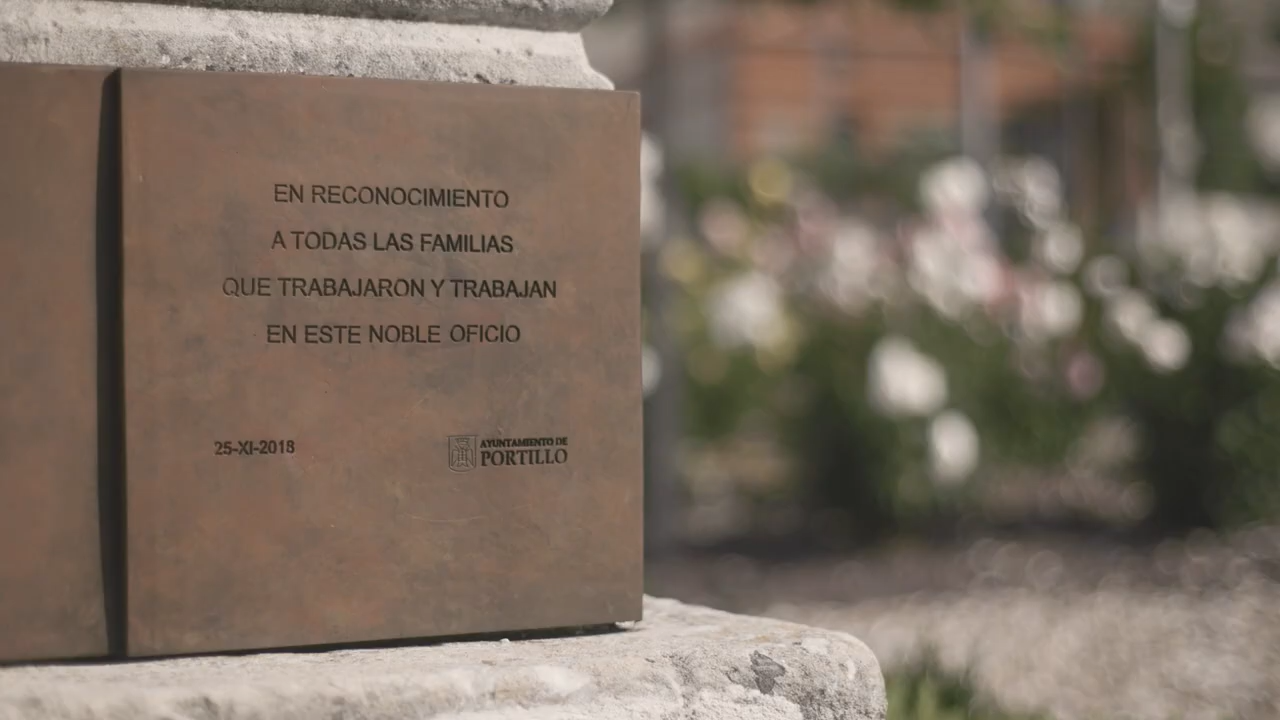 EN RECONOCIMIENTO
A TODAS LAS FAMILIAS
QUE TRABAJARON Y TRABAJAN
EN ESTE NOBLE OFICIO
25-XI-2018
AYUNTAMIENTO DE
PORTILLO